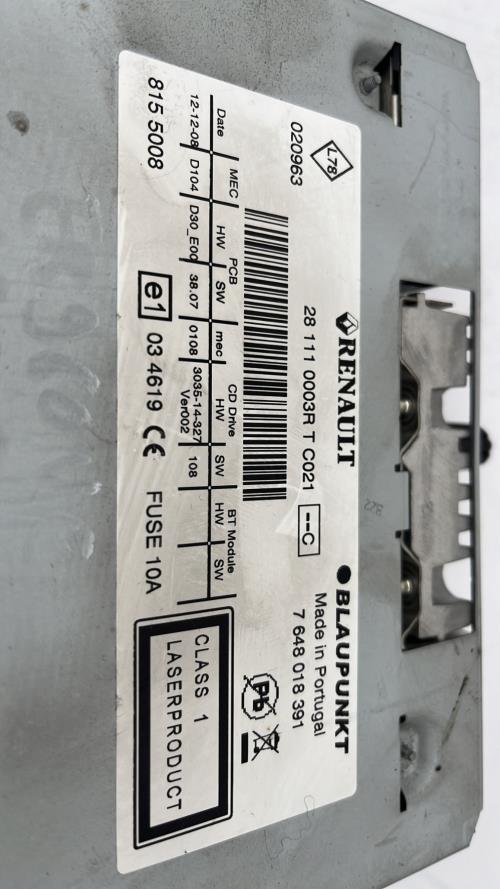 L78
020963
RENAULT
28 111 0003R T C021 --C
BLAUPUNKT
Made in Portugal
7 648 018 391
Pb
Date MEC PCB HW SW mec CD Drive HW SW BT Module HW SW
12-12-08 D104 D30_E00 38.07 0108 3035-14-327 Ver002 108
815 5008
e1 03 4619 CE FUSE 10A
CLASS 1
LASERPRODUCT